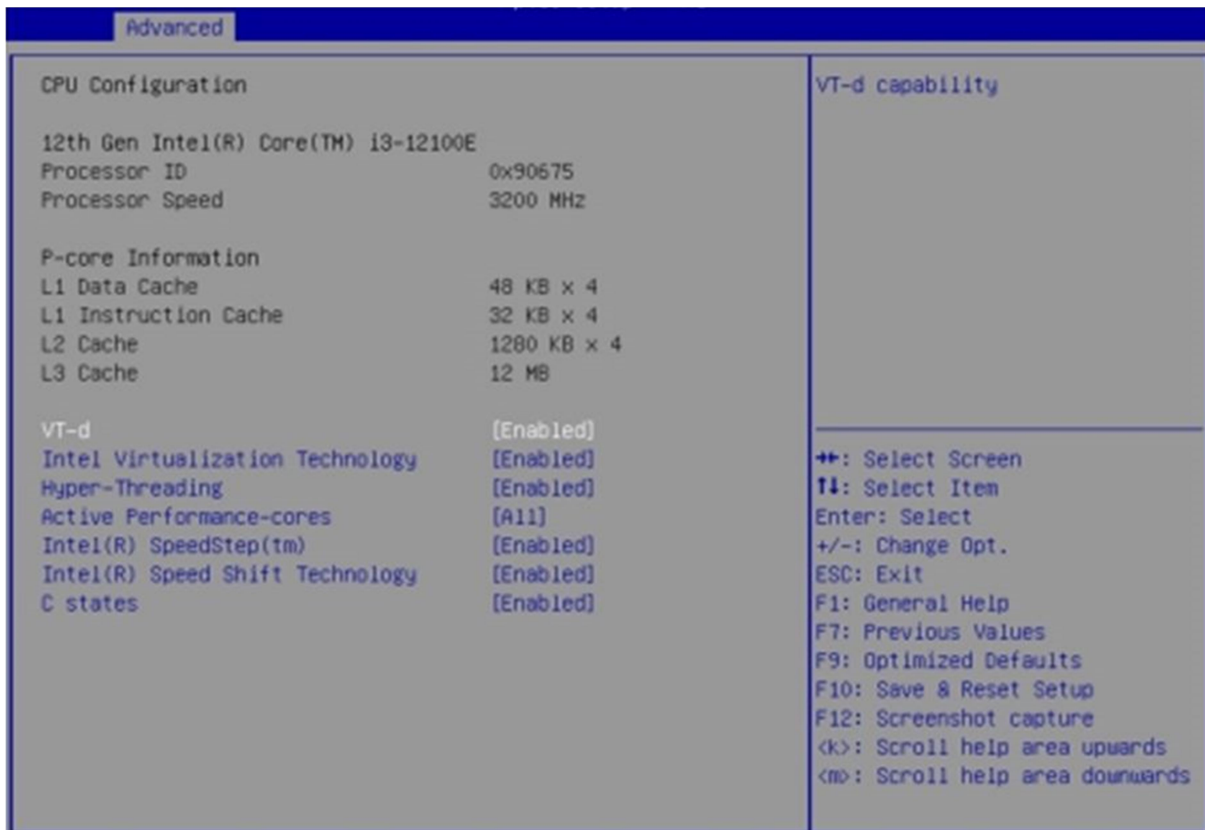 Advanced
CPU Configuration
12th Gen Intel(R) Core(TM) i3-12100E
Processor ID 0x90675
Processor Speed 3200 MHz
P-core Information
L1 Data Cache 48 KB x 4
L1 Instruction Cache 32 KB x 4
L2 Cache 1280 KB x 4
L3 Cache 12 MB
VT-d [Enabled]
Intel Virtualization Technology [Enabled]
Hyper-Threading [Enabled]
Active Performance-cores [All]
Intel(R) SpeedStep(tm) [Enabled]
Intel(R) Speed Shift Technology [Enabled]
C states [Enabled]
VT-d capability
→←: Select Screen
↑↓: Select Item
Enter: Select
+/-: Change Opt.
ESC: Exit
F1: General Help
F7: Previous Values
F9: Optimized Defaults
F10: Save & Reset Setup
F12: Screenshot capture
<k>: Scroll help area upwards
<m>: Scroll help area downwards